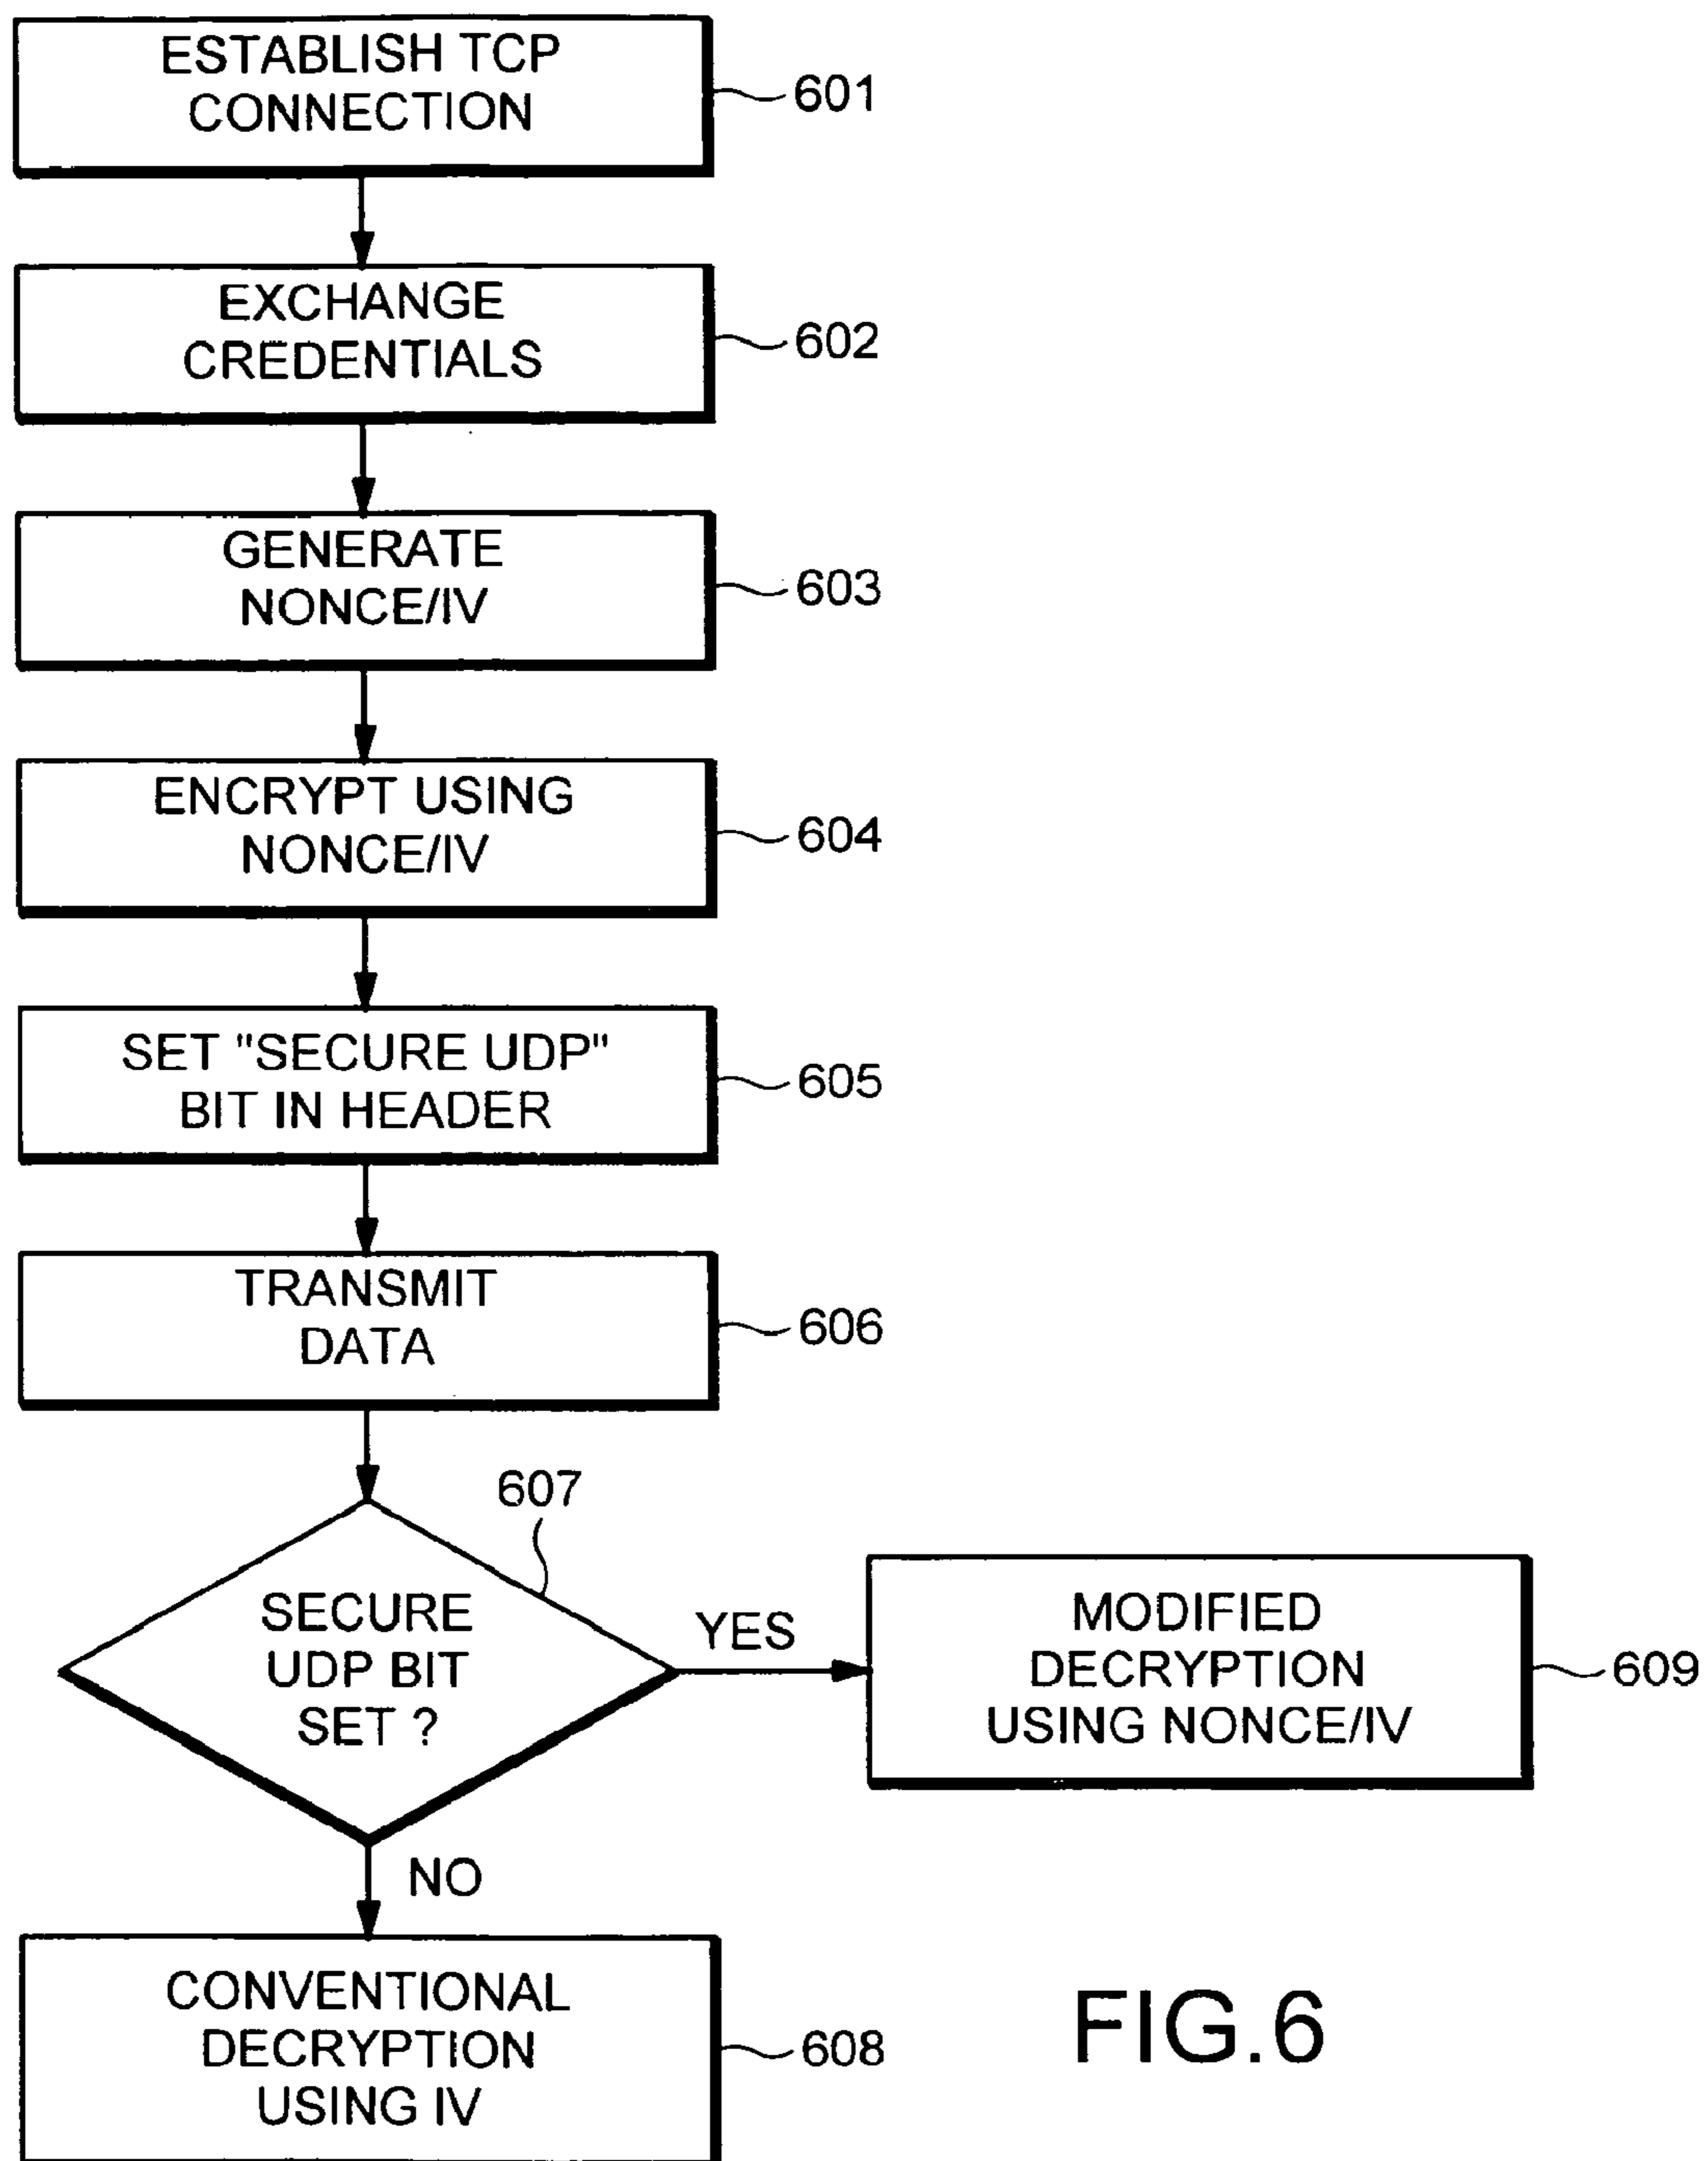 ESTABLISH TCP
CONNECTION
601
EXCHANGE
CREDENTIALS
602
GENERATE
NONCE/IV
603
ENCRYPT USING
NONCE/IV
604
SET "SECURE UDP"
BIT IN HEADER
605
TRANSMIT
DATA
606
607
SECURE
UDP BIT
SET ?
YES
MODIFIED
DECRYPTION
USING NONCE/IV
609
NO
CONVENTIONAL
DECRYPTION
USING IV
608
FIG.6